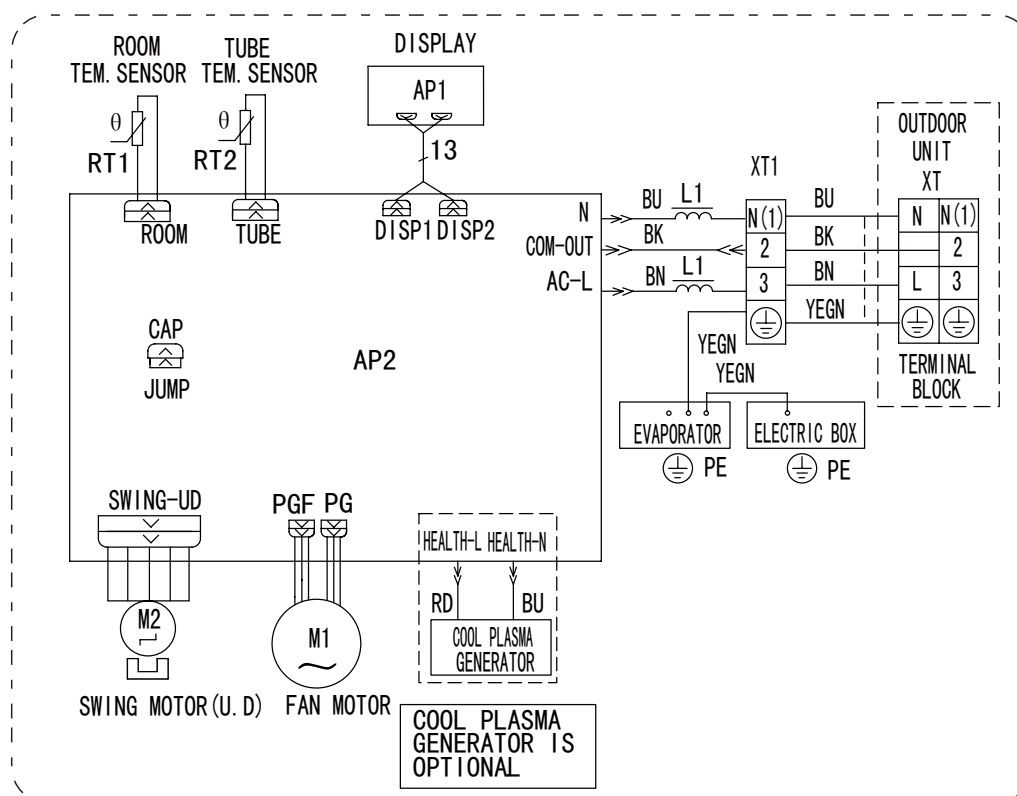 ROOM
TEM. SENSOR
TUBE
TEM. SENSOR
DISPLAY
AP1
θ
RT1
θ
RT2
13
ROOM
TUBE
DISP1 DISP2
N
COM-OUT
AC-L
BU
L1
BK
BN
L1
XT1
N(1)
2
3
BU
BK
BN
YEGN
OUTDOOR
UNIT
XT
N
N(1)
2
L
3
TERMINAL
BLOCK
YEGN
YEGN
EVAPORATOR
ELECTRIC BOX
PE
PE
CAP
JUMP
AP2
SWING-UD
PGF
PG
HEALTH-L
HEALTH-N
RD
BU
COOL PLASMA
GENERATOR
M2
M1
SWING MOTOR(U.D)
FAN MOTOR
COOL PLASMA
GENERATOR IS
OPTIONAL